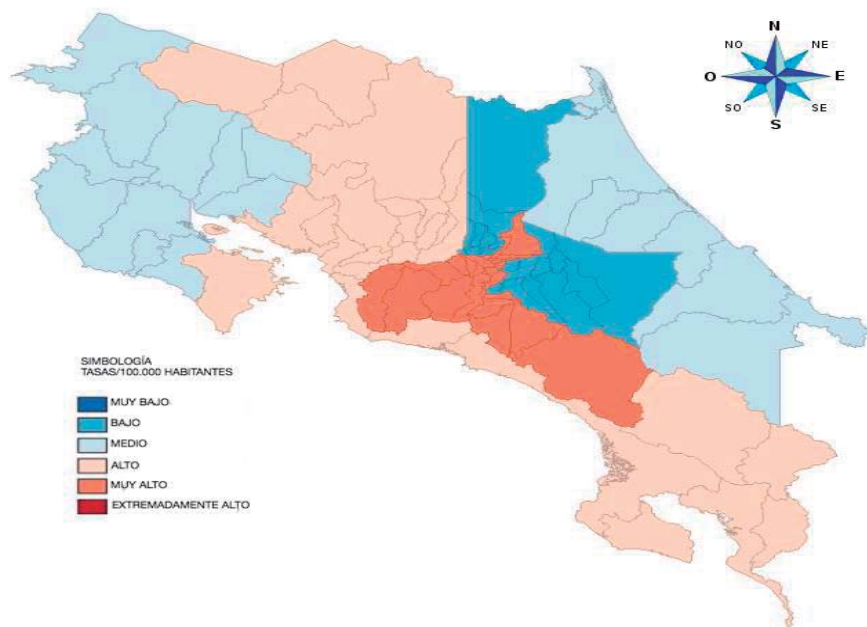 N
NO NE
O E
SO SE
S
SIMBOLOGÍA
TASAS/100.000 HABITANTES
MUY BAJO
BAJO
MEDIO
ALTO
MUY ALTO
EXTREMADAMENTE ALTO